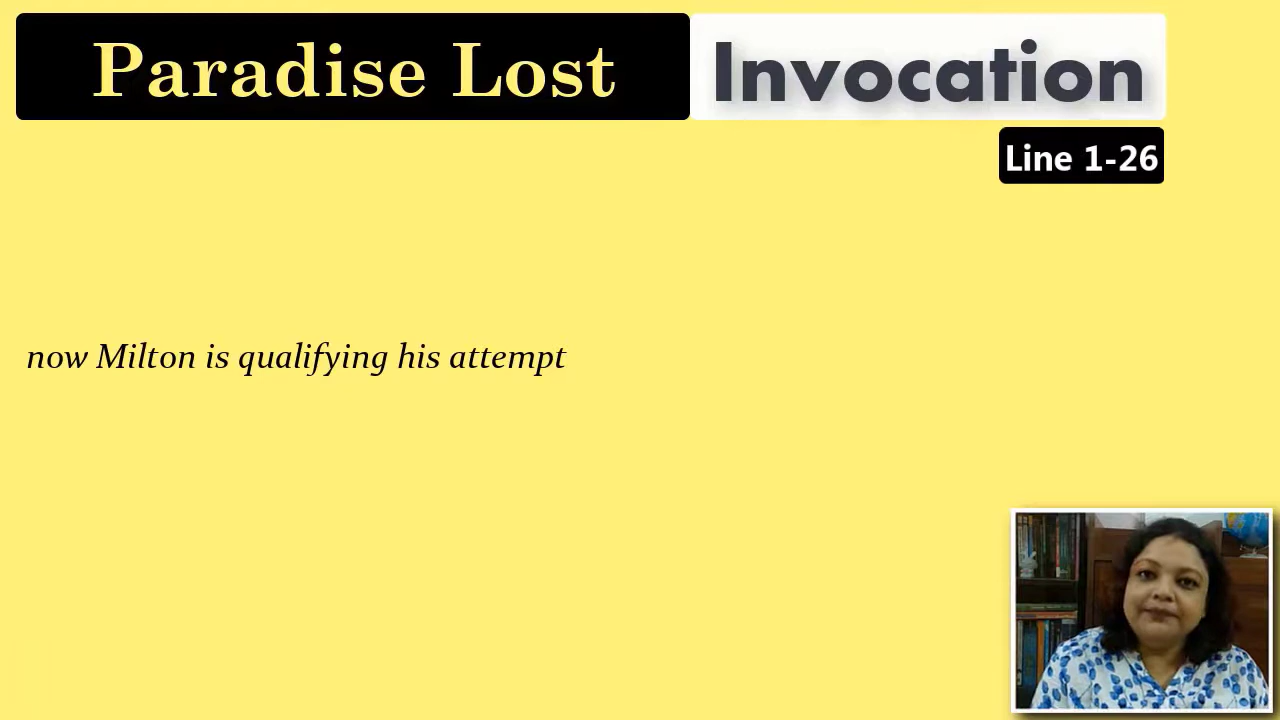 Paradise Lost Invocation
Line 1-26
now Milton is qualifying his attempt